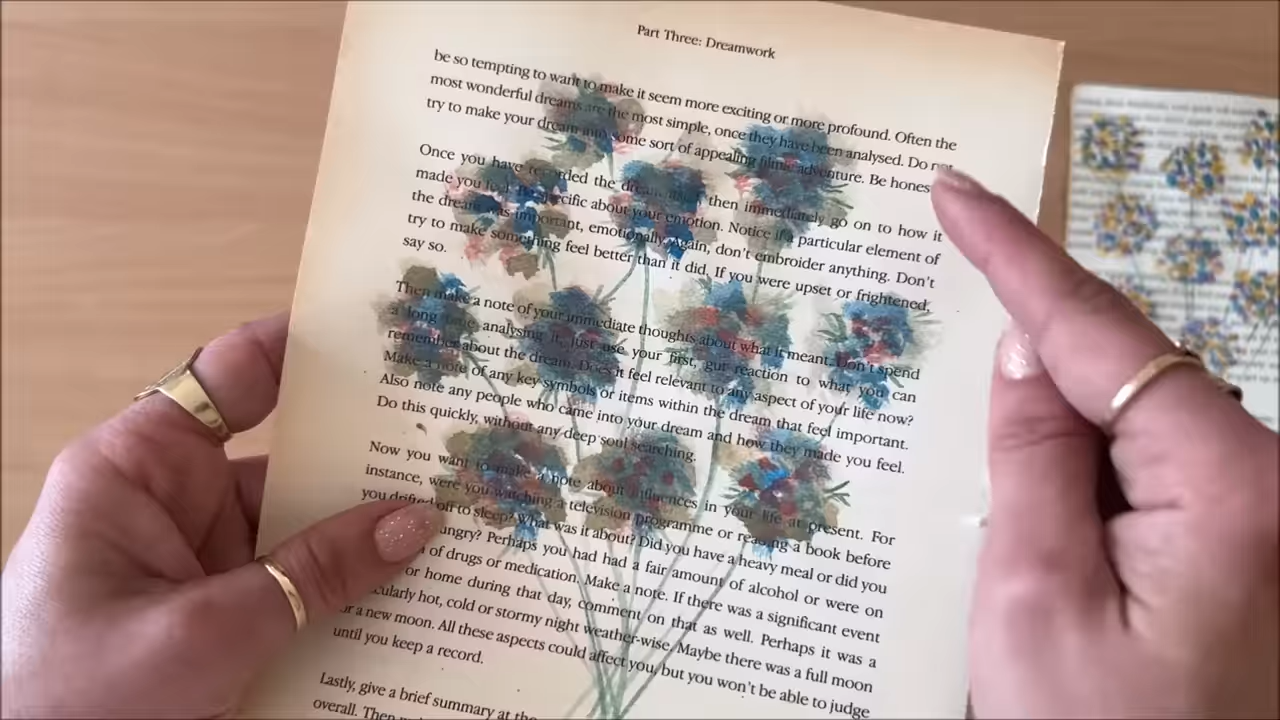 Part Three: Dreamwork
be so tempting to want to make it seem more exciting or more profound. Often the
most wonderful dreams are the most simple, once they have been analysed. Do not
try to make your dream into some sort of appealing filmic adventure. Be hones
Once you have recorded the dream itself, then immediately go on to how it
made you feel. specific about your emotion. Notice if a particular element of
the dream was important, emotionally. Again, don't embroider anything. Don't
try to make something feel better than it did. If you were upset or frightened,
say so.
Then make a note of your immediate thoughts about what it meant. Don't spend
a long time analysing it. Just use your first, gut reaction to what you can
remember about the dream. Does it feel relevant to any aspect of your life now?
Make a note of any key symbols or items within the dream that feel important.
Also note any people who came into your dream and how they made you feel.
Do this quickly, without any deep soul searching.
Now you want to make a note about influences in your life at present. For
instance, were you watching a television programme or reading a book before
you drifted off to sleep? What was it about? Did you have a heavy meal or did you
ungry? Perhaps you had had a fair amount of alcohol or were on
of drugs or medication. Make a note. If there was a significant event
or home during that day, comment on that as well. Perhaps it was a
cularly hot, cold or stormy night weather-wise. Maybe there was a full moon
or a new moon. All these aspects could affect you, but you won't be able to judge
until you keep a record.
Lastly, give a brief summary at the
overall. Then